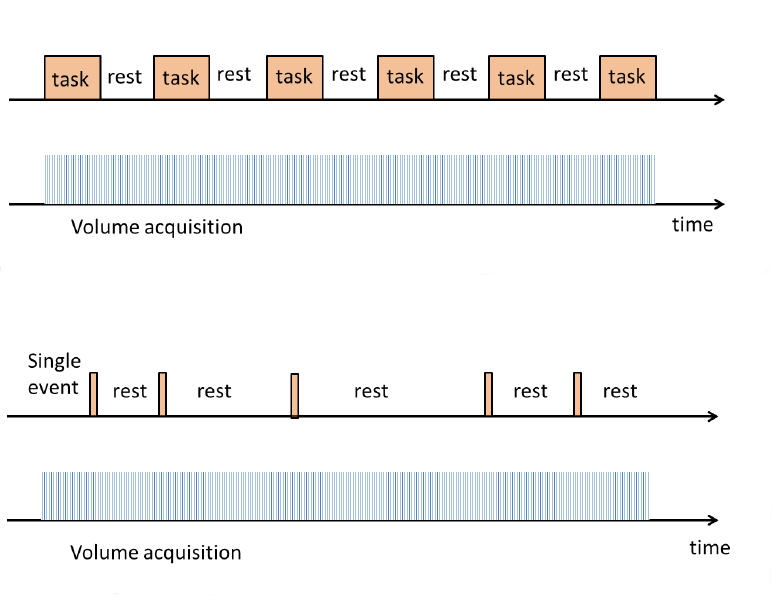 task rest task rest task rest task rest task rest task
Volume acquisition
time
Single
event
rest rest rest rest rest
Volume acquisition
time